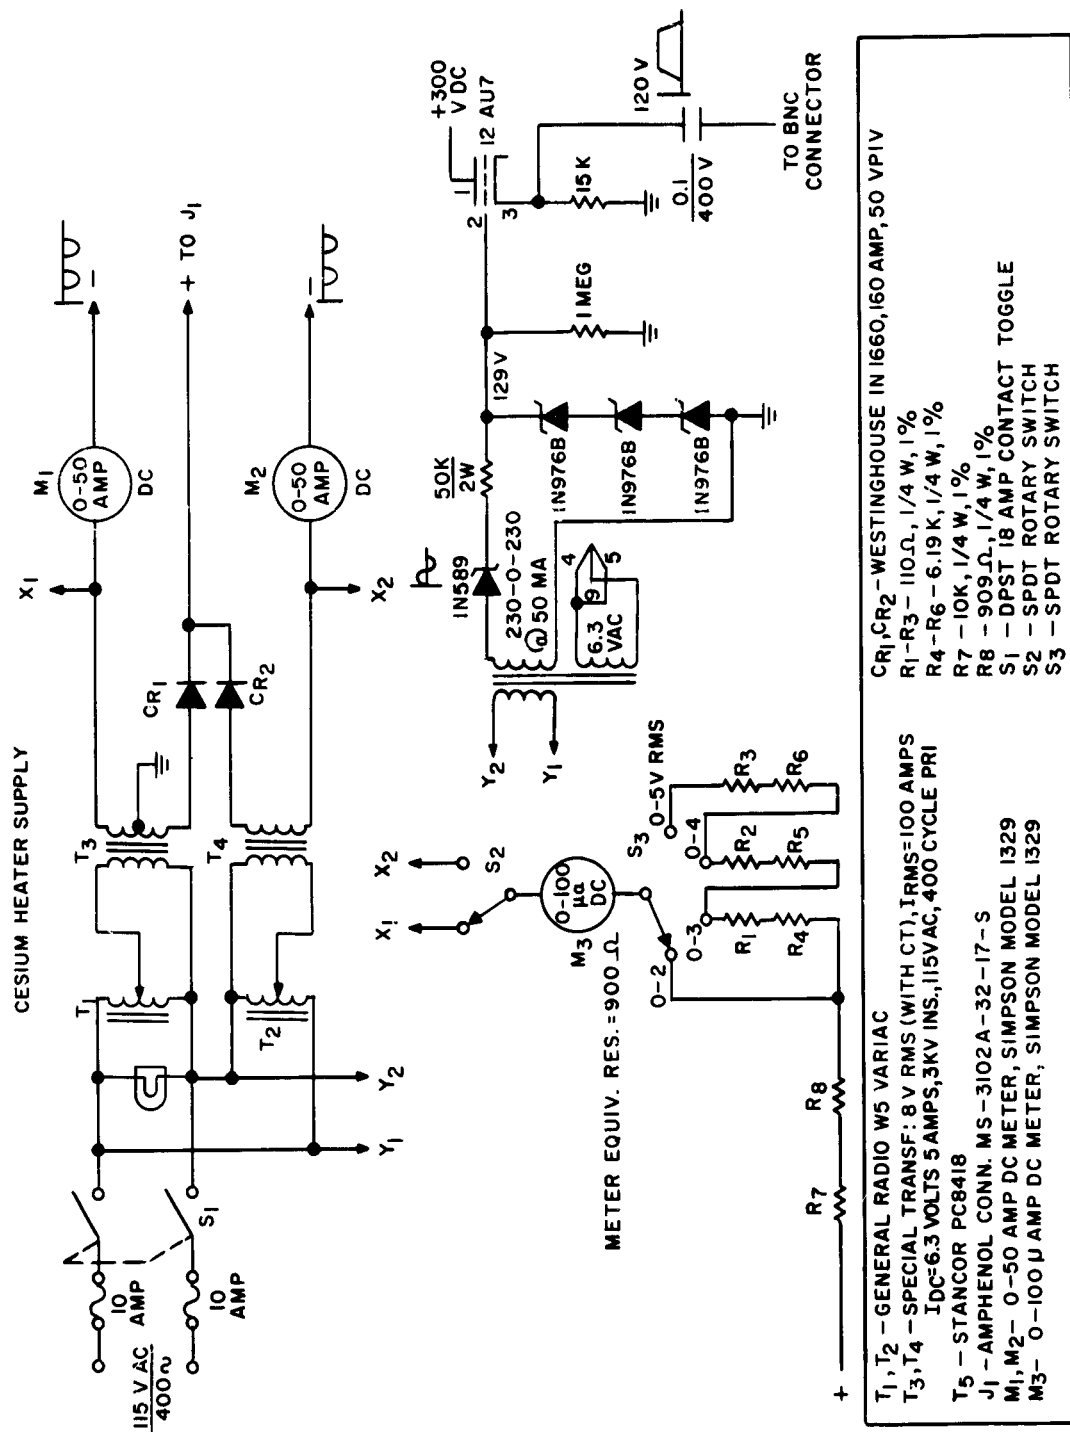 CESIUM HEATER SUPPLY
115 V AC
400~
10
AMP
10
AMP
S1
Y1
Y2
T1
T2
T3
T4
CR1
CR2
X1
M1
0-50
AMP
DC
X2
M2
0-50
AMP
DC
−
+ TO J1
−
X1
X2
S2
0-100
μa
DC
M3
METER EQUIV. RES. = 900 Ω
S3
0-5V RMS
0-4
0-3
0-2
R1
R4
R2
R5
R3
R6
R7
R8
+
Y2
Y1
1N589
230-0-230
@ 50 MA
6.3
VAC
4
9
5
50K
2W
129V
1N976B
1N976B
1N976B
1 MEG
+300
V DC
12 AU7
1
2
3
15K
0.1
400V
120V
TO BNC
CONNECTOR
T1, T2 - GENERAL RADIO W5 VARIAC
T3, T4 - SPECIAL TRANSF: 8 V RMS (WITH CT), IRMS = 100 AMPS
IDC = 6.3 VOLTS 5 AMPS, 3KV INS., 115VAC, 400 CYCLE PRI
T5 - STANCOR PC8418
J1 - AMPHENOL CONN. MS-3102A-32-17-S
M1, M2 - 0-50 AMP DC METER, SIMPSON MODEL 1329
M3- 0-100 μ AMP DC METER, SIMPSON MODEL 1329
CR1, CR2 - WESTINGHOUSE IN 1660, 160 AMP, 50 VPIV
R1-R3 - 110Ω, 1/4 W, 1%
R4-R6 - 6.19 K, 1/4 W, 1%
R7 - 10K, 1/4 W, 1%
R8 - 909Ω, 1/4 W, 1%
S1 - DPST 18 AMP CONTACT TOGGLE
S2 - SPDT ROTARY SWITCH
S3 - SPDT ROTARY SWITCH